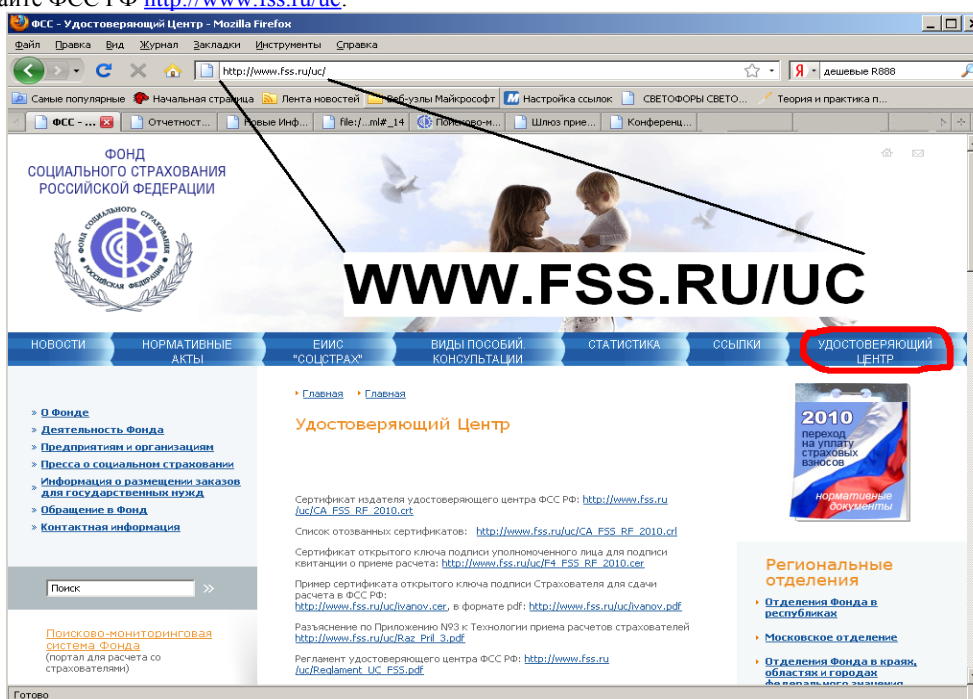 айте ФСС РФ http://www.fss.ru/uc.
ФСС - Удостоверяющий Центр - Mozilla Firefox
Файл Правка Вид Журнал Закладки Инструменты Справка
http://www.fss.ru/uc/
дешевые R888
Самые популярные Начальная страница Лента новостей Веб-узлы Майкрософт Настройка ссылок СВЕТОФОРЫ СВЕТО... Теория и практика п...
ФСС - ... Отчетност... Новые Инф... file:/...ml#_14 Поисково-м... Шлюз прие... Конференц...
ФОНД
СОЦИАЛЬНОГО СТРАХОВАНИЯ
РОССИЙСКОЙ ФЕДЕРАЦИИ
ФОНД СОЦИАЛЬНОГО СТРАХОВАНИЯ
РОССИЙСКАЯ ФЕДЕРАЦИЯ
WWW.FSS.RU/UC
НОВОСТИ
НОРМАТИВНЫЕ
АКТЫ
ЕИИС
"СОЦСТРАХ"
ВИДЫ ПОСОБИЙ.
КОНСУЛЬТАЦИИ
СТАТИСТИКА
ССЫЛКИ
УДОСТОВЕРЯЮЩИЙ
ЦЕНТР
» О Фонде
» Деятельность Фонда
» Предприятиям и организациям
» Пресса о социальном страховании
» Информация о размещении заказов
для государственных нужд
» Обращение в Фонд
» Контактная информация
Поиск »
Поисково-мониторинговая
система Фонда
(портал для расчета со
страхователями)
Главная Главная
Удостоверяющий Центр
Сертификат издателя удостоверяющего центра ФСС РФ: http://www.fss.ru
/uc/CA_FSS_RF_2010.crt
Список отозванных сертификатов: http://www.fss.ru/uc/CA_FSS_RF_2010.crl
Сертификат открытого ключа подписи уполномоченного лица для подписи
квитанции о приеме расчета: http://www.fss.ru/uc/F4_FSS_RF_2010.cer
Пример сертификата открытого ключа подписи Страхователя для сдачи
расчета в ФСС РФ:
http://www.fss.ru/uc/ivanov.cer, в формате pdf: http://www.fss.ru/uc/ivanov.pdf
Разъяснение по Приложению №3 к Технологии приема расчетов страхователей
http://www.fss.ru/uc/Raz_Pril_3.pdf
Регламент удостоверяющего центра ФСС РФ: http://www.fss.ru
/uc/Reglament_UC_FSS.pdf
2010
переход
на уплату
страховых
взносов
нормативные
документы
Региональные
отделения
Отделения Фонда в
республиках
Московское отделение
Отделения Фонда в краях,
областях и городах
федерального значения
Готово